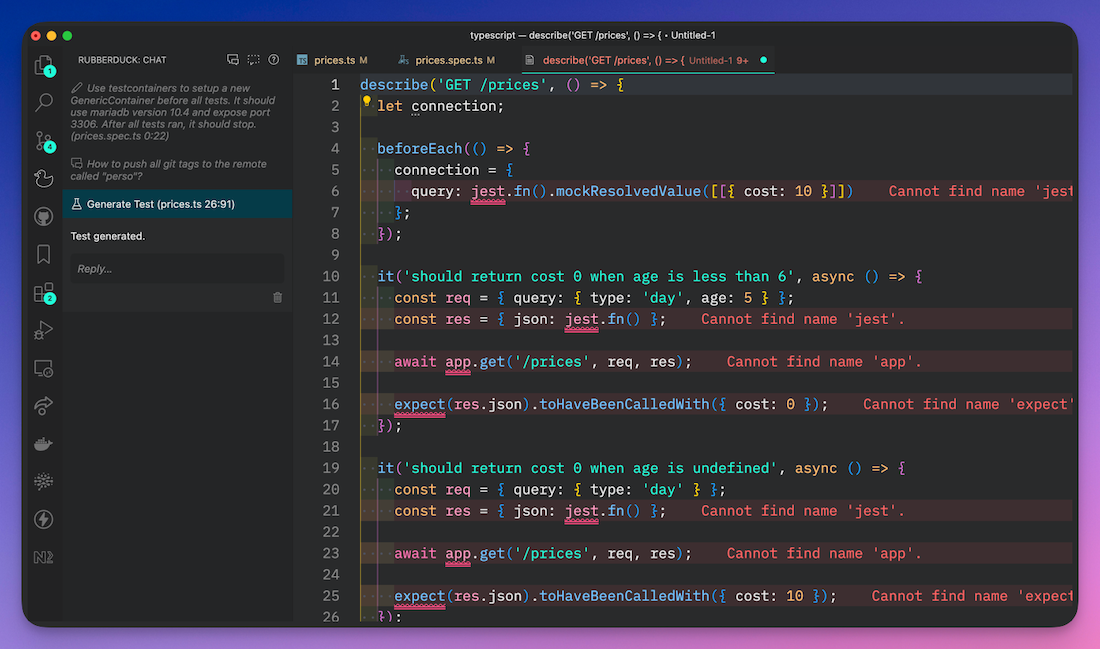 typescript — describe('GET /prices', () => { • Untitled-1
RUBBERDUCK: CHAT
prices.ts M
prices.spec.ts M
describe('GET /prices', () => { Untitled-1 9+
1
4
2
Use testcontainers to setup a new
GenericContainer before all tests. It should
use mariadb version 10.4 and expose port
3306. After all tests ran, it should stop.
(prices.spec.ts 0:22)
How to push all git tags to the remote
called "perso"?
Generate Test (prices.ts 26:91)
Test generated.
Reply...
1 describe('GET /prices', () => {
2 let connection;
3
4 beforeEach(() => {
5 connection = {
6 query: jest.fn().mockResolvedValue([[{ cost: 10 }]]) Cannot find name 'jest
7 };
8 });
9
10 it('should return cost 0 when age is less than 6', async () => {
11 const req = { query: { type: 'day', age: 5 } };
12 const res = { json: jest.fn() }; Cannot find name 'jest'.
13
14 await app.get('/prices', req, res); Cannot find name 'app'.
15
16 expect(res.json).toHaveBeenCalledWith({ cost: 0 }); Cannot find name 'expect'
17 });
18
19 it('should return cost 0 when age is undefined', async () => {
20 const req = { query: { type: 'day' } };
21 const res = { json: jest.fn() }; Cannot find name 'jest'.
22
23 await app.get('/prices', req, res); Cannot find name 'app'.
24
25 expect(res.json).toHaveBeenCalledWith({ cost: 10 }); Cannot find name 'expect
26 });